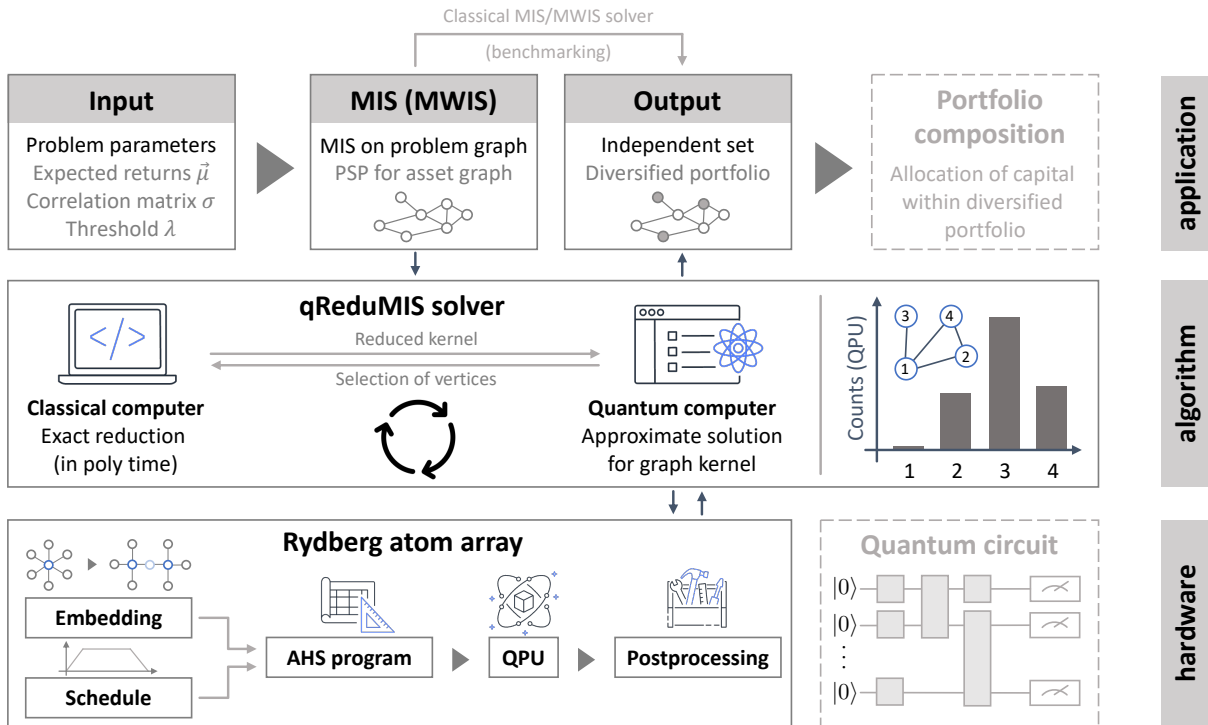 Classical MIS/MWIS solver
(benchmarking)
Input
Problem parameters
Expected returns $\vec{\mu}$
Correlation matrix σ
Threshold λ
MIS (MWIS)
MIS on problem graph
PSP for asset graph
Output
Independent set
Diversified portfolio
Portfolio
composition
Allocation of capital
within diversified
portfolio
application
qReduMIS solver
</>
Reduced kernel
Selection of vertices
Classical computer
Exact reduction
(in poly time)
Quantum computer
Approximate solution
for graph kernel
Counts (QPU)
3
4
1
2
1 2 3 4
algorithm
Rydberg atom array
Embedding
Schedule
AHS program
QPU
Postprocessing
Quantum circuit
|0⟩
|0⟩
⋮
|0⟩
hardware